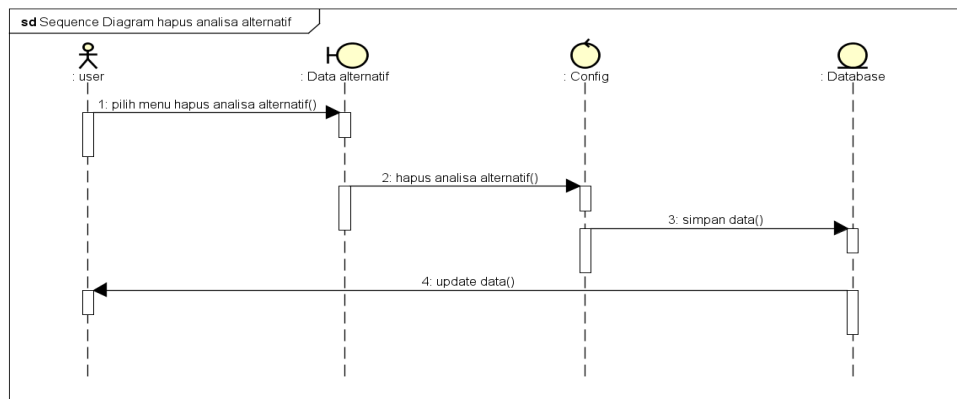 sd Sequence Diagram hapus analisa alternatif
: user
: Data alternatif
: Config
: Database
1: pilih menu hapus analisa alternatif()
2: hapus analisa alternatif()
3: simpan data()
4: update data()